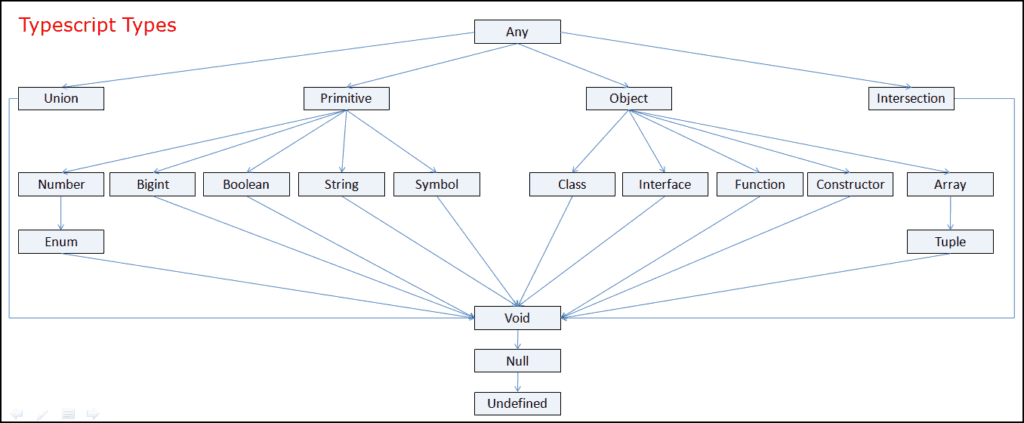 Typescript Types
Any
Union
Primitive
Object
Intersection
Number
Bigint
Boolean
String
Symbol
Class
Interface
Function
Constructor
Array
Enum
Tuple
Void
Null
Undefined